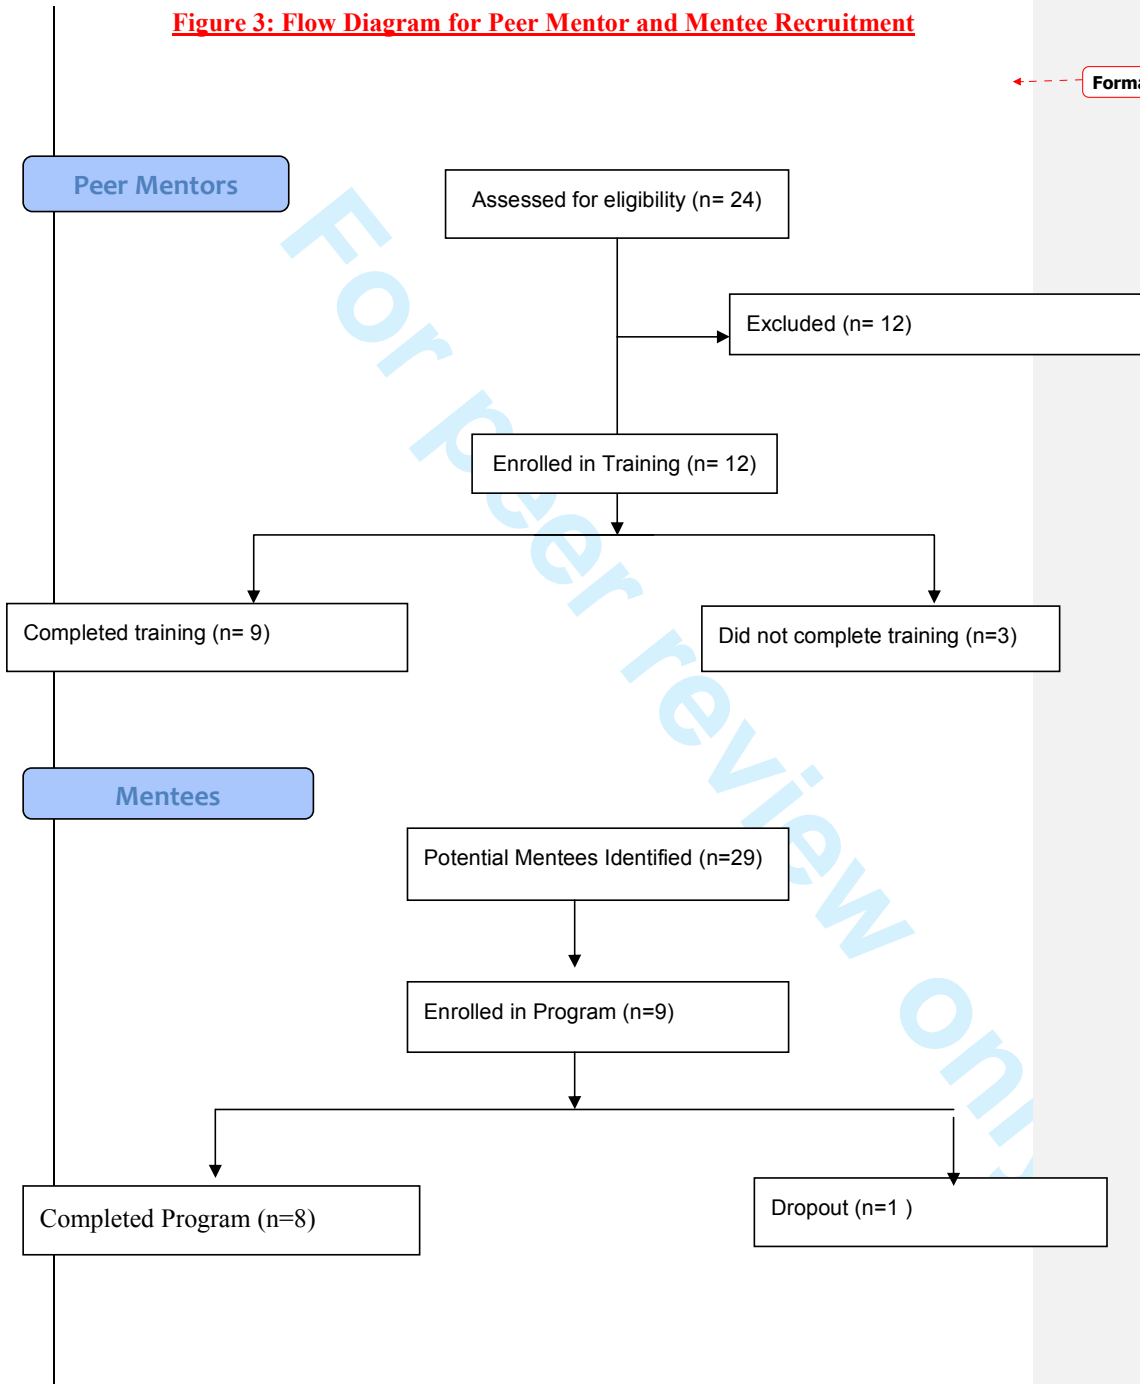 Figure 3: Flow Diagram for Peer Mentor and Mentee Recruitment
Forma
Peer Mentors
Assessed for eligibility (n= 24)
Excluded (n= 12)
Enrolled in Training (n= 12)
Completed training (n= 9)
Did not complete training (n=3)
Mentees
Potential Mentees Identified (n=29)
Enrolled in Program (n=9)
Completed Program (n=8)
Dropout (n=1 )
For peer review only